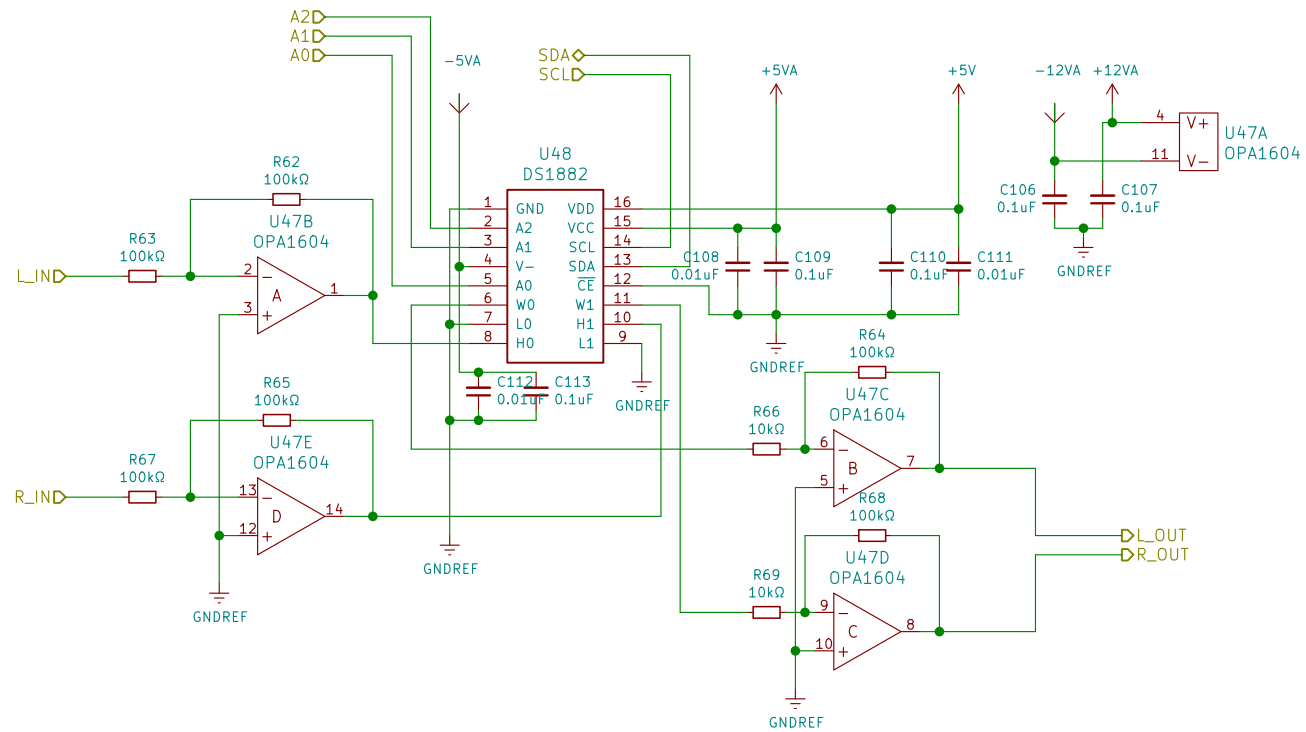 A2
A1
A0
-5VA
SDA
SCL
+5VA
+5V
-12VA
+12VA
4
V+
11
V-
U47A
OPA1604
C106
0.1uF
C107
0.1uF
GNDREF
U48
DS1882
1
GND
2
A2
3
A1
4
V-
5
A0
6
W0
7
L0
8
H0
VDD
16
VCC
15
SCL
14
SDA
13
CE
12
W1
11
H1
10
L1
9
C108
0.01uF
C109
0.1uF
C110
0.1uF
C111
0.01uF
GNDREF
GNDREF
C112
0.01uF
C113
0.1uF
GNDREF
R62
100kΩ
U47B
OPA1604
R63
100kΩ
L_IN
2
-
3
+
A
1
R65
100kΩ
U47E
OPA1604
R67
100kΩ
R_IN
13
-
12
+
D
14
GNDREF
R64
100kΩ
U47C
OPA1604
R66
10kΩ
6
-
5
+
B
7
R68
100kΩ
U47D
OPA1604
R69
10kΩ
9
-
10
+
C
8
GNDREF
L_OUT
R_OUT